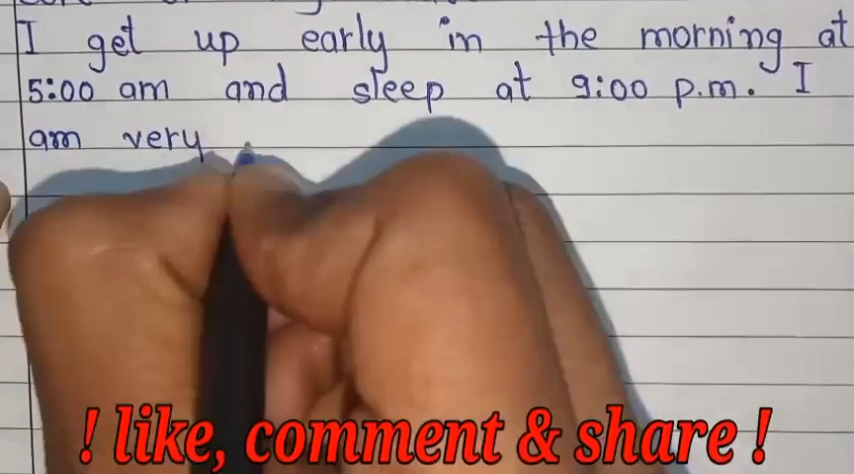 I get up early in the morning at
5:00 am and sleep at 9:00 p.m. I
am very
! like, comment & share !